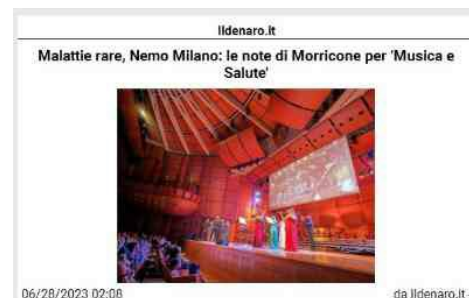 Ildenaro.it
Malattie rare, Nemo Milano: le note di Morricone per 'Musica e
Salute'
06/28/2023 02:08
da Ildenaro.it